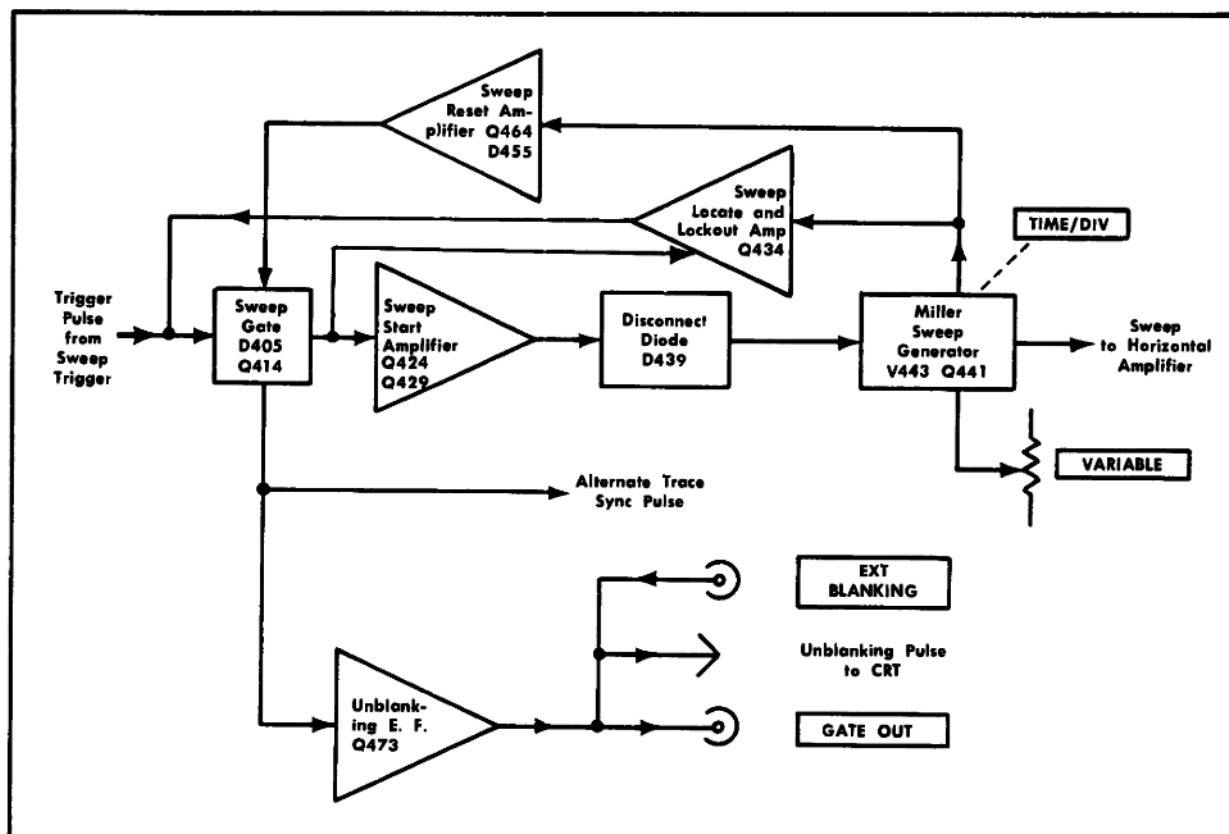 Sweep
Reset Am-
plifier Q464
D455
Sweep
Locate and
Lockout Amp
Q434
TIME/DIV
Trigger
Pulse
from
Sweep
Trigger
Sweep
Gate
D405
Q414
Sweep
Start
Amplifier
Q424
Q429
Disconnect
Diode
D439
Miller
Sweep
Generator
V443 Q441
Sweep
to Horizontal
Amplifier
VARIABLE
Alternate Trace
Sync Pulse
EXT
BLANKING
Unblanking Pulse
to CRT
Unblank-
ing E. F.
Q473
GATE OUT